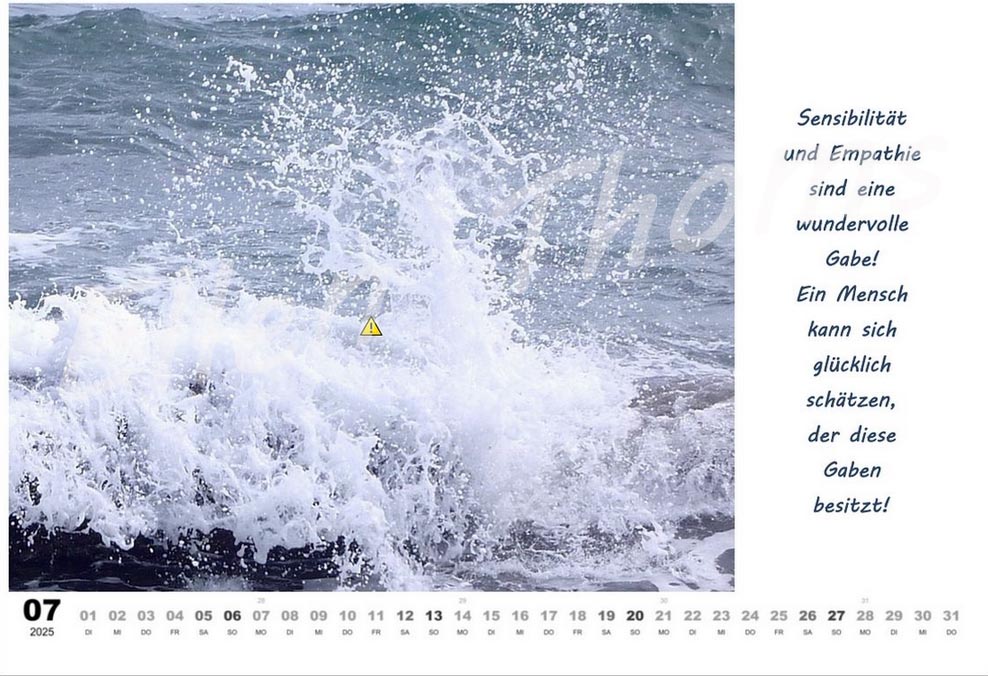 Sensibilität
und Empathie
sind eine
wundervolle
Gabe!
Ein Mensch
kann sich
glücklich
schätzen,
der diese
Gaben
besitzt!
Thoms
28 29 30 31
07 01 02 03 04 05 06 07 08 09 10 11 12 13 14 15 16 17 18 19 20 21 22 23 24 25 26 27 28 29 30 31
2025 DI MI DO FR SA SO MO DI MI DO FR SA SO MO DI MI DO FR SA SO MO DI MI DO FR SA SO MO DI MI DO